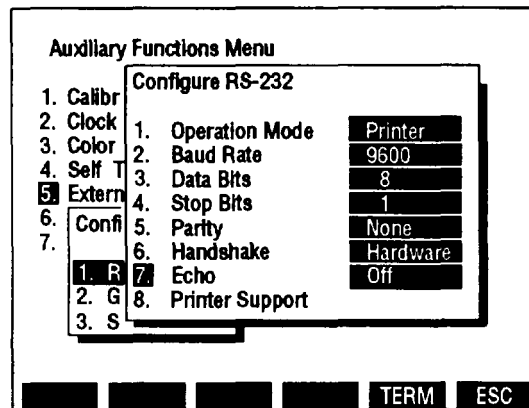 Auxiliary Functions Menu
1. Calibr
2. Clock
3. Color
4. Self T
5. Extern
6.
7.
Confi
1. R
2. G
3. S
Configure RS-232
1. Operation Mode Printer
2. Baud Rate 9600
3. Data Bits 8
4. Stop Bits 1
5. Parity None
6. Handshake Hardware
7. Echo Off
8. Printer Support
TERM ESC